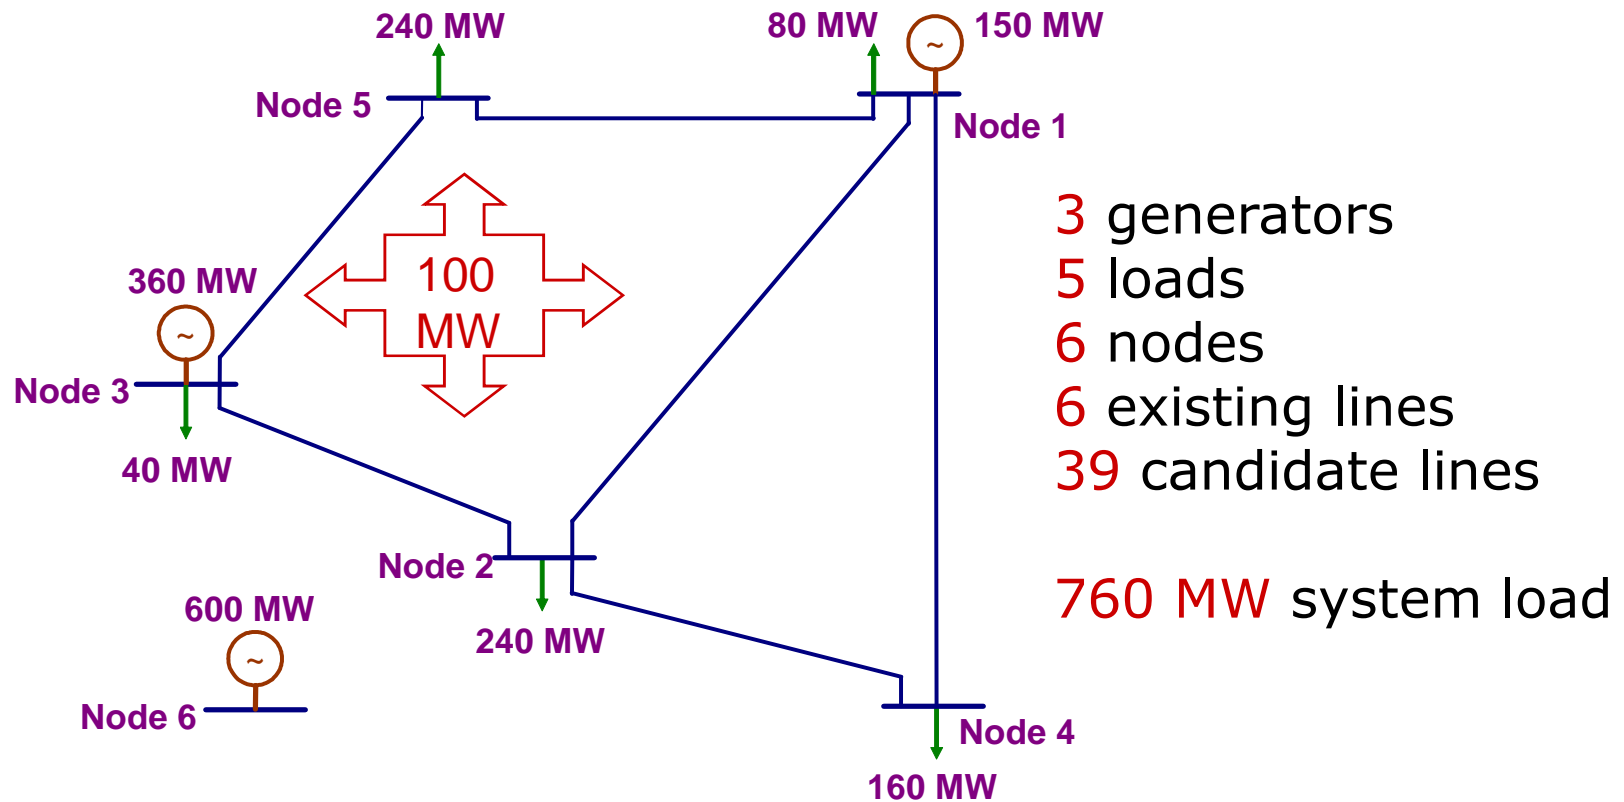 240 MW
80 MW
~
150 MW
Node 5
Node 1
3 generators
5 loads
6 nodes
6 existing lines
39 candidate lines
760 MW system load
100
MW
360 MW
~
Node 3
40 MW
Node 2
240 MW
600 MW
~
Node 6
Node 4
160 MW